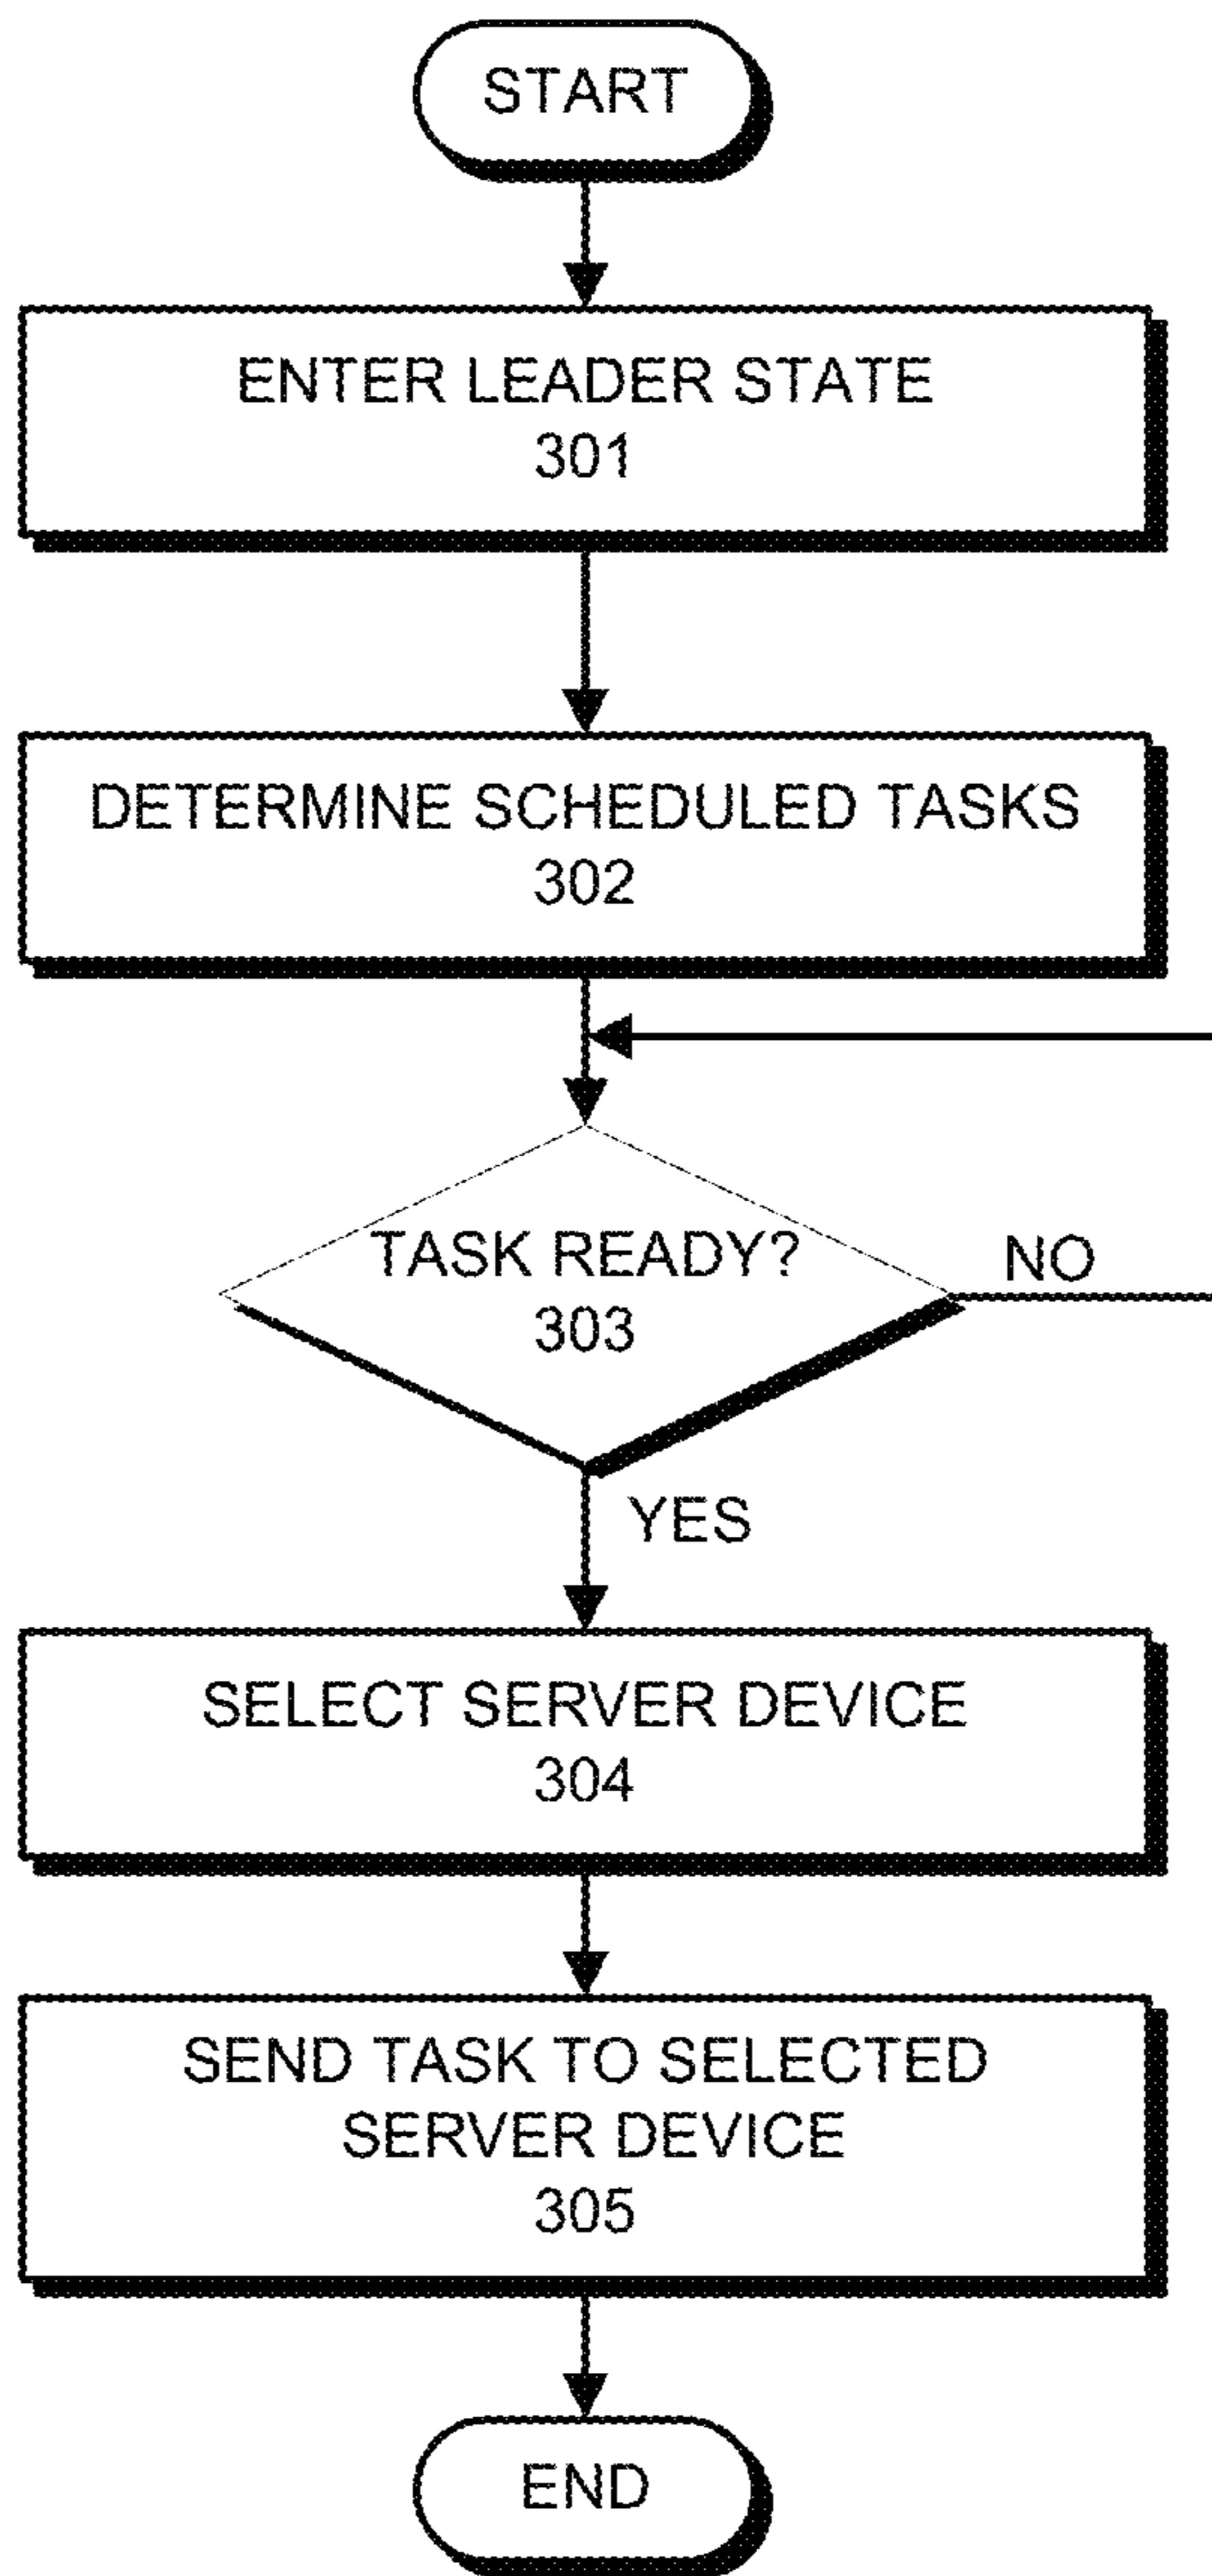 START
ENTER LEADER STATE
301
DETERMINE SCHEDULED TASKS
302
TASK READY?
303
NO
YES
SELECT SERVER DEVICE
304
SEND TASK TO SELECTED
SERVER DEVICE
305
END